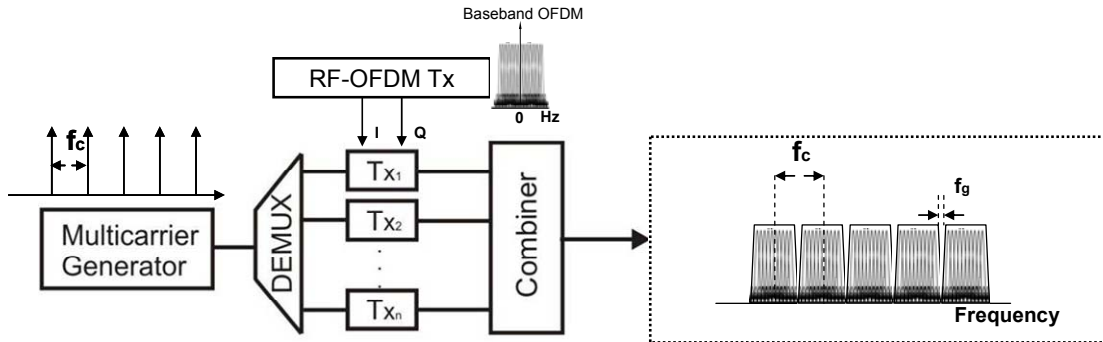 Baseband OFDM
RF-OFDM Tx
0 Hz
I Q
fc
Multicarrier
Generator
DEMUX
Tx1
Tx2
Txn
Combiner
fc
fg
Frequency